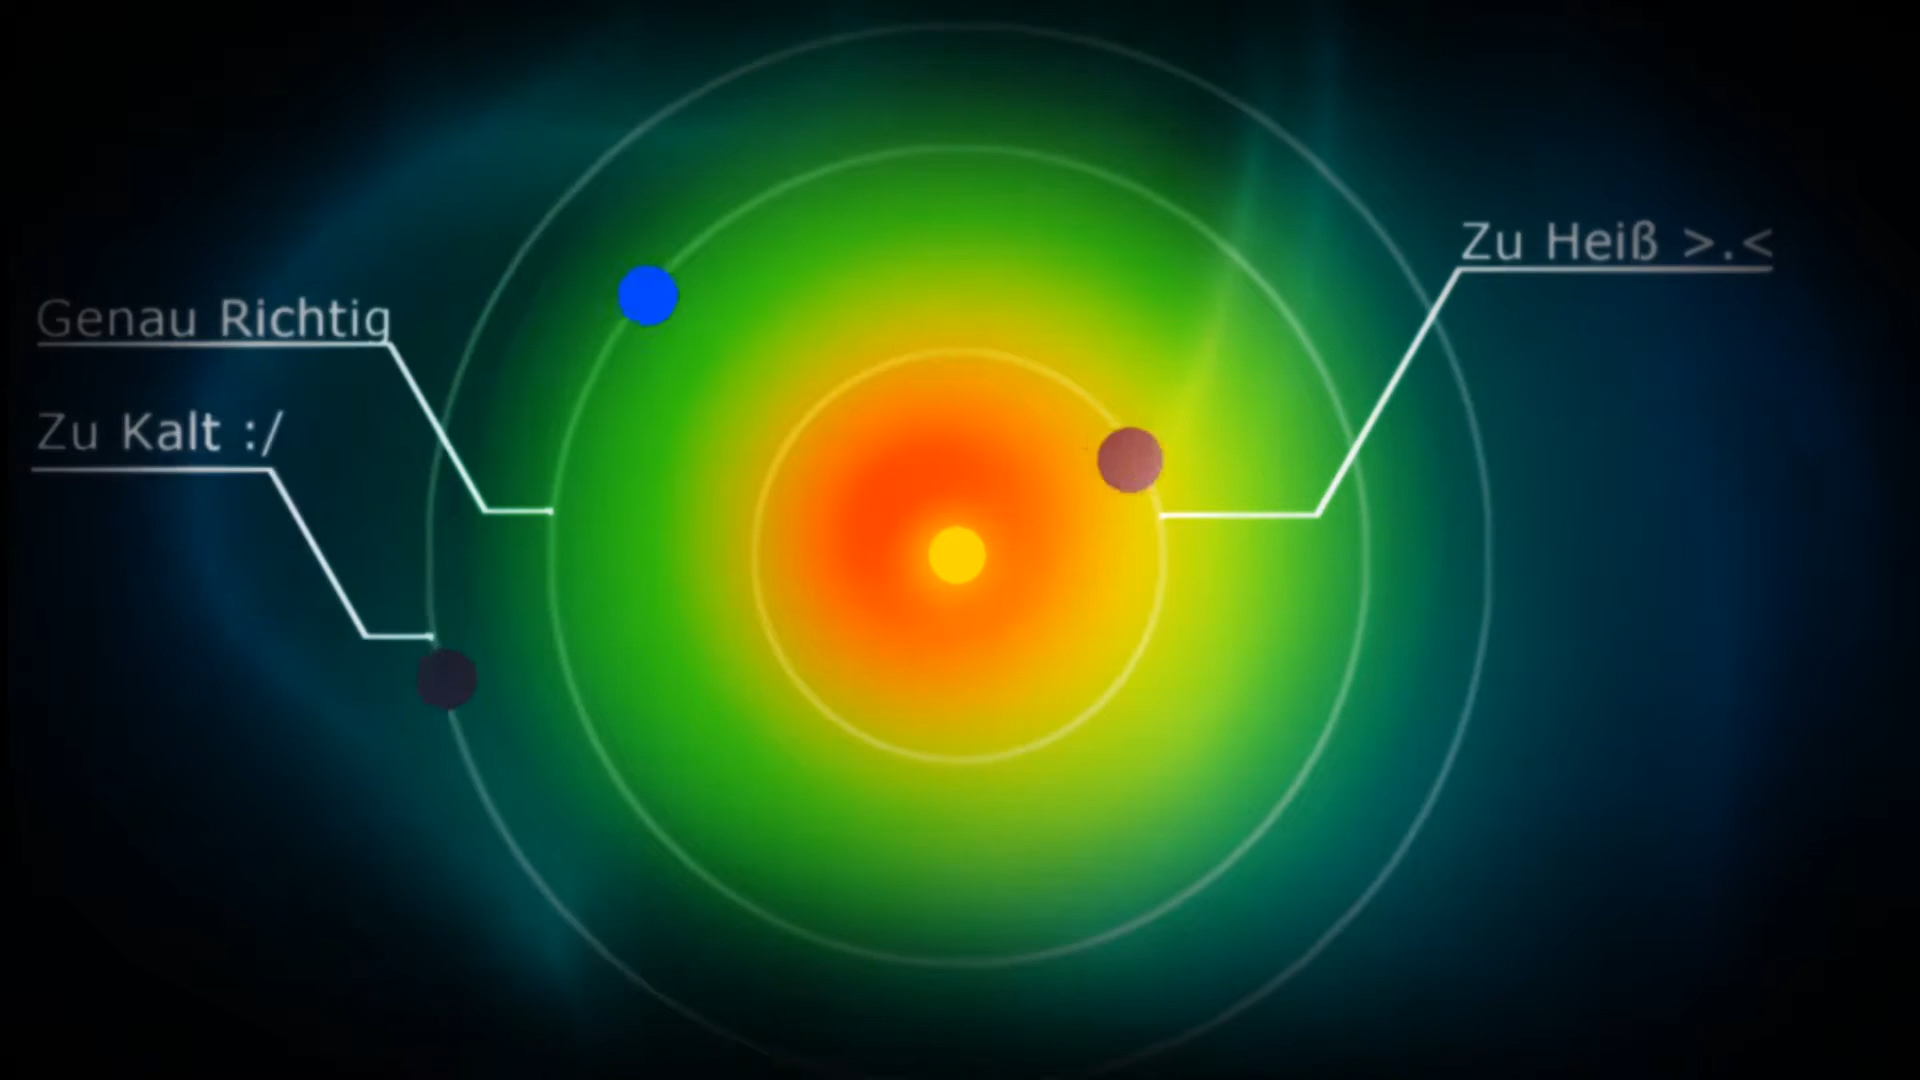 Zu Heiß >.<
Genau Richtig
Zu Kalt :/